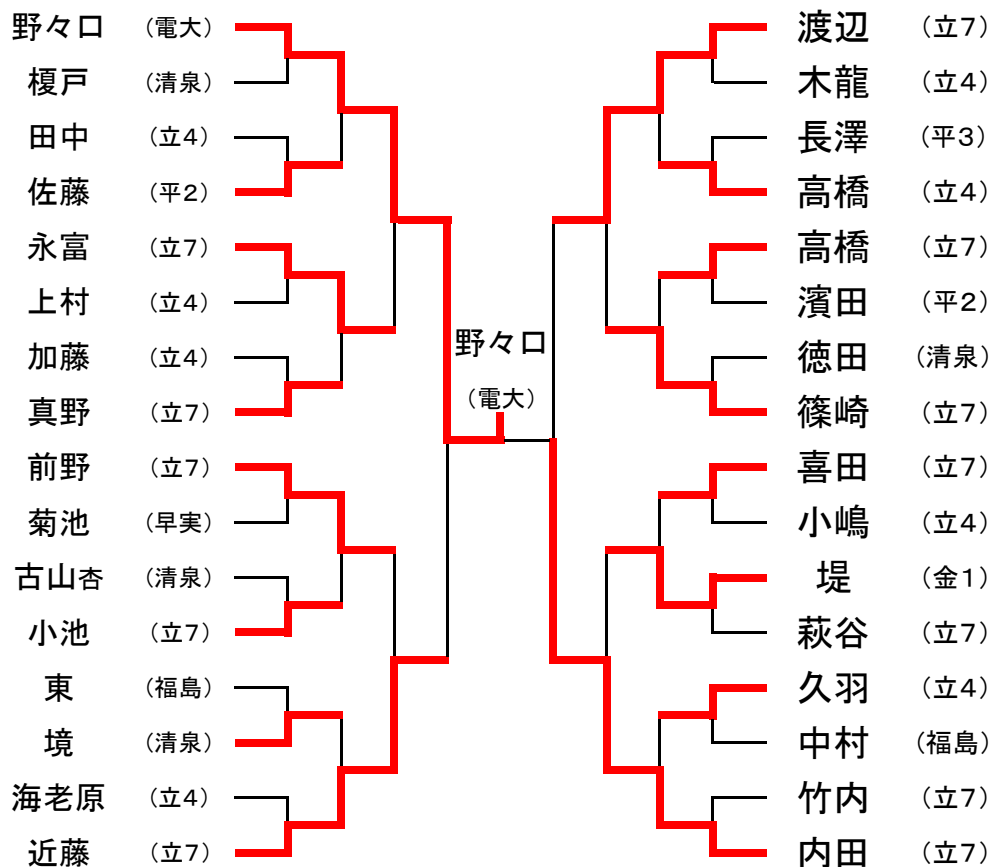 野々口 (電大)
榎戸 (清泉)
田中 (立4)
佐藤 (平2)
永富 (立7)
上村 (立4)
加藤 (立4)
真野 (立7)
前野 (立7)
菊池 (早実)
古山杏 (清泉)
小池 (立7)
東 (福島)
境 (清泉)
海老原 (立4)
近藤 (立7)
野々口
(電大)
渡辺 (立7)
木龍 (立4)
長澤 (平3)
高橋 (立4)
高橋 (立7)
濱田 (平2)
徳田 (清泉)
篠崎 (立7)
喜田 (立7)
小嶋 (立4)
堤 (金1)
萩谷 (立7)
久羽 (立4)
中村 (福島)
竹内 (立7)
内田 (立7)